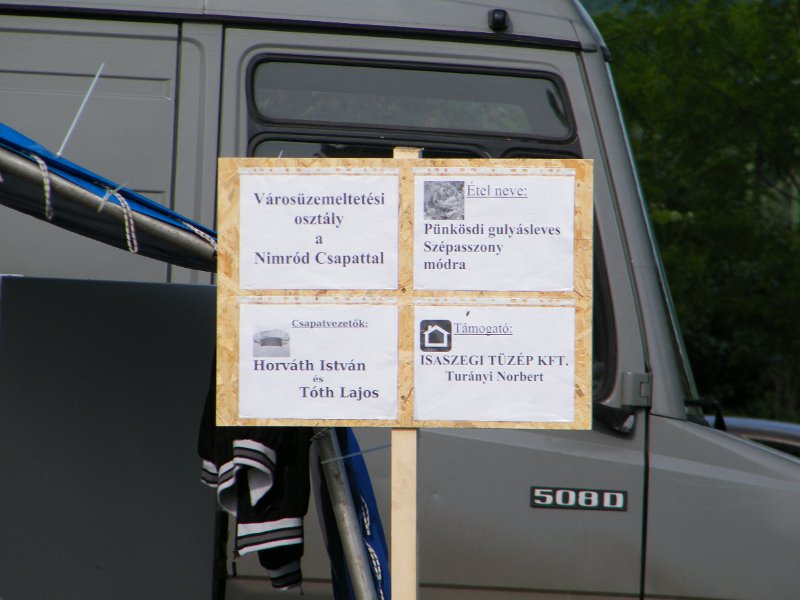 Városüzemeltetési
osztály
a
Nimród Csapattal
Étel neve:
Pünkösdi gulyásleves
Szépasszony
módra
Csapatvezetők:
Horváth István
és
Tóth Lajos
Támogató:
ISASZEGI TÜZÉP KFT.
Turányi Norbert
508D